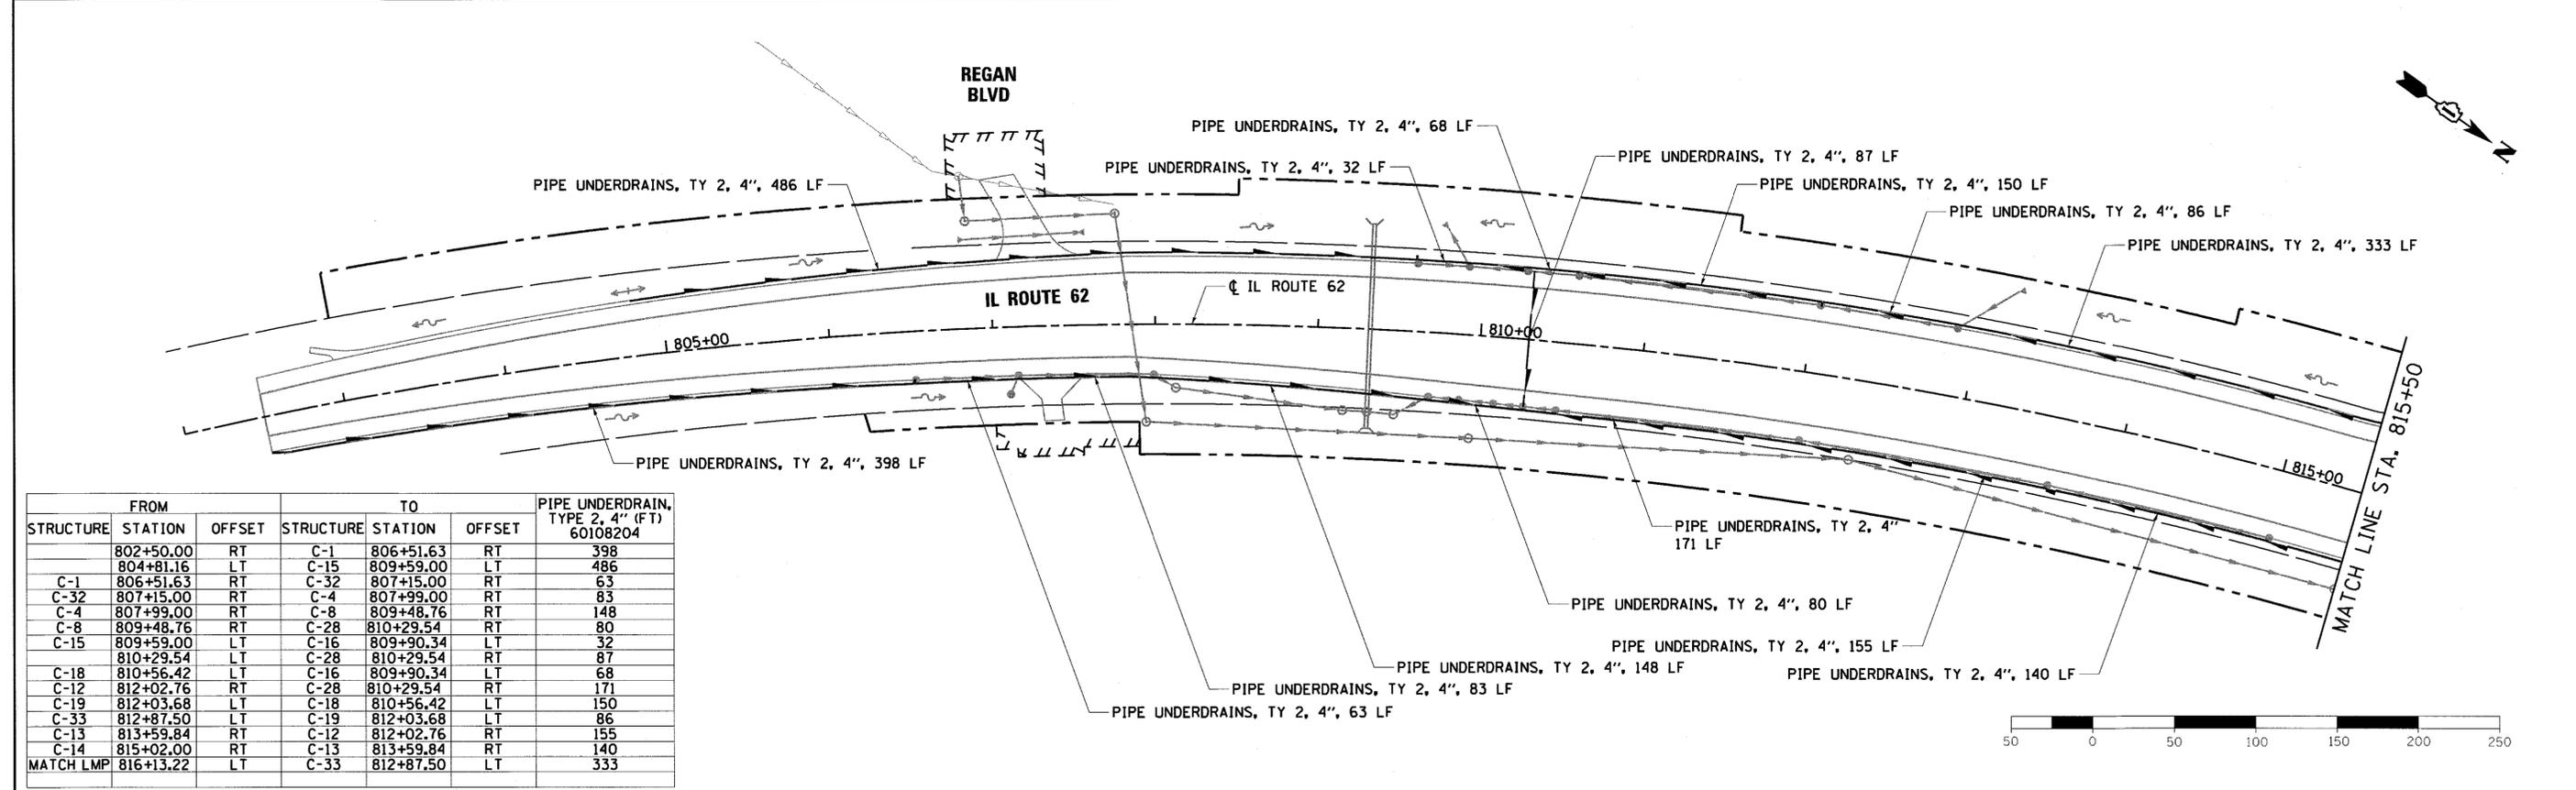 REGAN
BLVD
PIPE UNDERDRAINS, TY 2, 4", 68 LF
PIPE UNDERDRAINS, TY 2, 4", 32 LF
PIPE UNDERDRAINS, TY 2, 4", 486 LF
PIPE UNDERDRAINS, TY 2, 4", 87 LF
PIPE UNDERDRAINS, TY 2, 4", 150 LF
PIPE UNDERDRAINS, TY 2, 4", 86 LF
PIPE UNDERDRAINS, TY 2, 4", 333 LF
N
IL ROUTE 62
℄ IL ROUTE 62
805+00
810+00
815+00
MATCH LINE STA. 815+50
PIPE UNDERDRAINS, TY 2, 4", 398 LF
PIPE UNDERDRAINS, TY 2, 4"
171 LF
PIPE UNDERDRAINS, TY 2, 4", 80 LF
PIPE UNDERDRAINS, TY 2, 4", 155 LF
PIPE UNDERDRAINS, TY 2, 4", 140 LF
PIPE UNDERDRAINS, TY 2, 4", 148 LF
PIPE UNDERDRAINS, TY 2, 4", 83 LF
PIPE UNDERDRAINS, TY 2, 4", 63 LF
FROM TO PIPE UNDERDRAIN,
TYPE 2, 4" (FT)
60108204
STRUCTURE STATION OFFSET STRUCTURE STATION OFFSET
802+50.00 RT C-1 806+51.63 RT 398
804+81.16 LT C-15 809+59.00 LT 486
C-1 806+51.63 RT C-32 807+15.00 RT 63
C-32 807+15.00 RT C-4 807+99.00 RT 83
C-4 807+99.00 RT C-8 809+48.76 RT 148
C-8 809+48.76 RT C-28 810+29.54 RT 80
C-15 809+59.00 LT C-16 809+90.34 LT 32
810+29.54 LT C-28 810+29.54 RT 87
C-18 810+56.42 LT C-16 809+90.34 LT 68
C-12 812+02.76 RT C-28 810+29.54 RT 171
C-19 812+03.68 LT C-18 810+56.42 LT 150
C-33 812+87.50 LT C-19 812+03.68 LT 86
C-13 813+59.84 RT C-12 812+02.76 RT 155
C-14 815+02.00 RT C-13 813+59.84 RT 140
MATCH LMP 816+13.22 LT C-33 812+87.50 LT 333
50 0 50 100 150 200 250